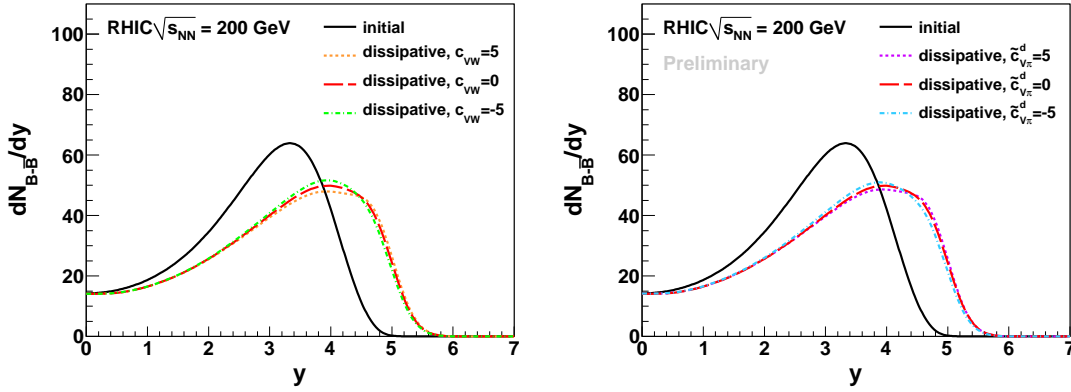 RHIC √s_NN = 200 GeV
initial
dissipative, c_VW=5
dissipative, c_VW=0
dissipative, c_VW=-5
dN_B-B̅/dy
100
80
60
40
20
0
0 1 2 3 4 5 6 7
y
RHIC √s_NN = 200 GeV
Preliminary
initial
dissipative, c̃^d_Vπ=5
dissipative, c̃^d_Vπ=0
dissipative, c̃^d_Vπ=-5
dN_B-B̅/dy
100
80
60
40
20
0
0 1 2 3 4 5 6 7
y